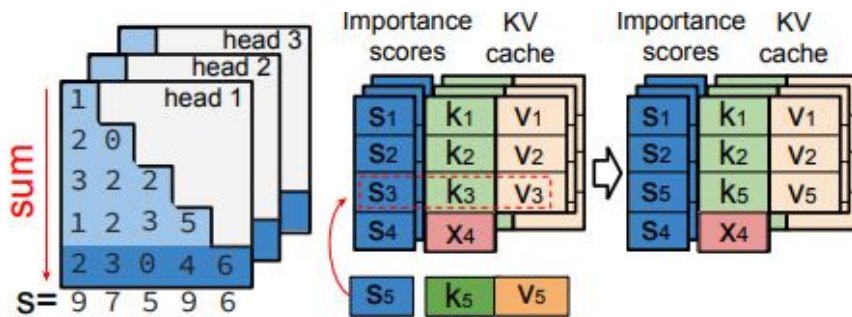 head 3
head 2
head 1
sum
1
2 0
3 2 2
1 2 3 5
2 3 0 4 6
s= 9 7 5 9 6
Importance scores
KV cache
s1 k1 v1
s2 k2 v2
s3 k3 v3
s4 x4
s5 k5 v5
Importance scores
KV cache
s1 k1 v1
s2 k2 v2
s5 k5 v5
s4 x4